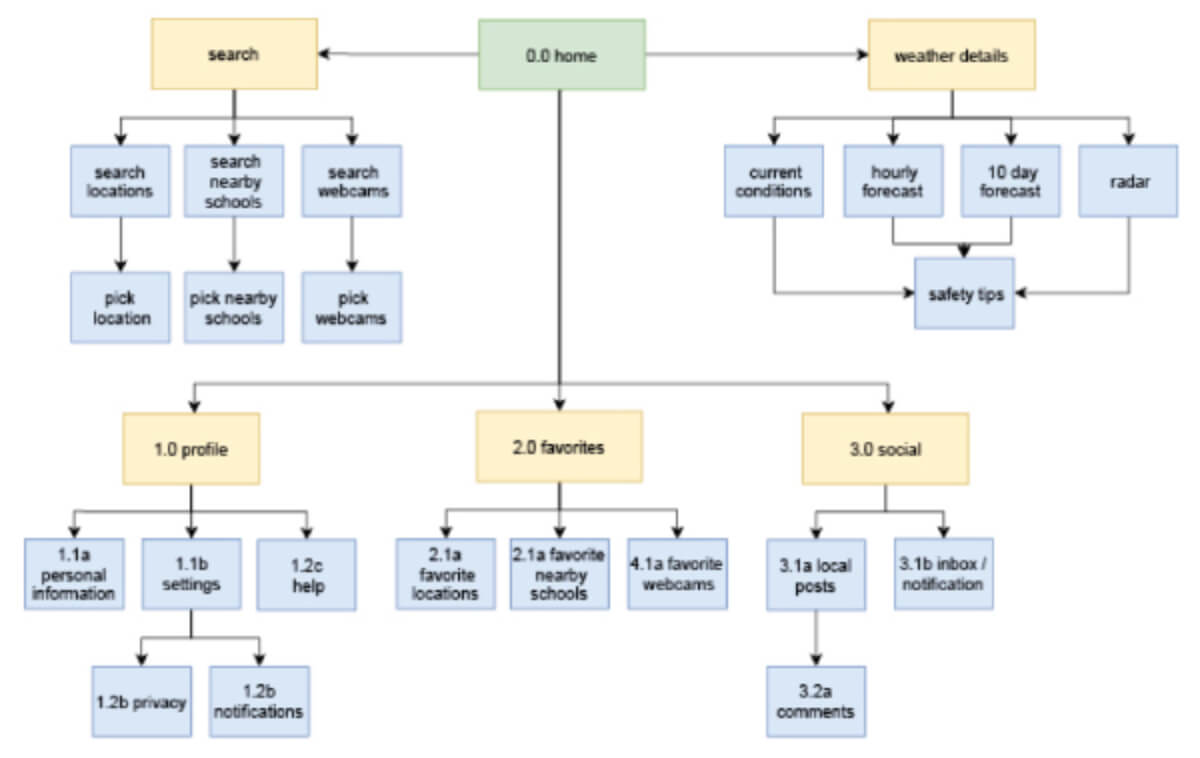 search
0.0 home
weather details
search
locations
search
nearby
schools
search
webcams
current
conditions
hourly
forecast
10 day
forecast
radar
pick
location
pick nearby
schools
pick
webcams
safety tips
1.0 profile
2.0 favorites
3.0 social
1.1a
personal
information
1.1b
settings
1.2c
help
2.1a
favorite
locations
2.1a favorite
nearby
schools
4.1a favorite
webcams
3.1a local
posts
3.1b inbox /
notification
1.2b privacy
1.2b
notifications
3.2a
comments